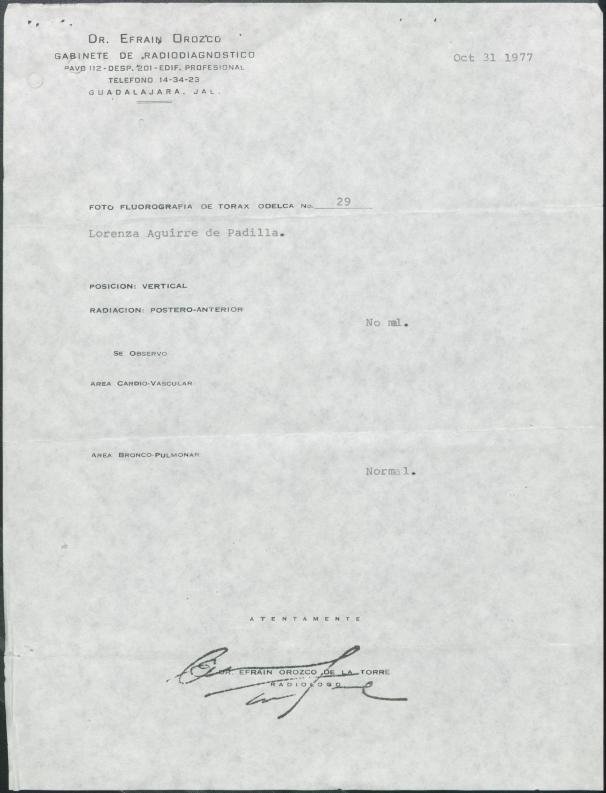 DR. EFRAIN OROZCO
GABINETE DE RADIODIAGNOSTICO
PAVO 112 - DESP. 201 - EDIF. PROFESIONAL
TELEFONO 14-34-23
GUADALAJARA, JAL.
Oct 31 1977
FOTO FLUOROGRAFIA DE TORAX ODELCA No. 29
Lorenza Aguirre de Padilla.
POSICION: VERTICAL
RADIACION: POSTERO-ANTERIOR
No mal.
SE OBSERVO
AREA CARDIO-VASCULAR
AREA BRONCO-PULMONAR
Normal.
ATENTAMENTE
DR. EFRAIN OROZCO DE LA TORRE
RADIOLOGO